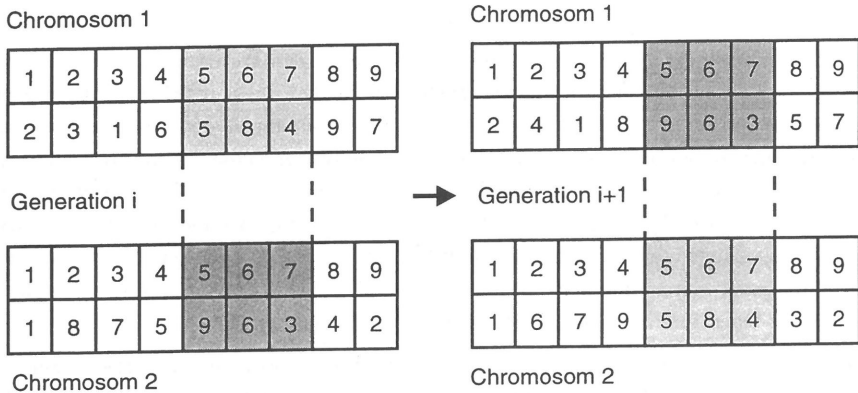 Chromosom 1
1 2 3 4 5 6 7 8 9
2 3 1 6 5 8 4 9 7
Generation i
1 2 3 4 5 6 7 8 9
1 8 7 5 9 6 3 4 2
Chromosom 2
Chromosom 1
1 2 3 4 5 6 7 8 9
2 4 1 8 9 6 3 5 7
Generation i+1
1 2 3 4 5 6 7 8 9
1 6 7 9 5 8 4 3 2
Chromosom 2